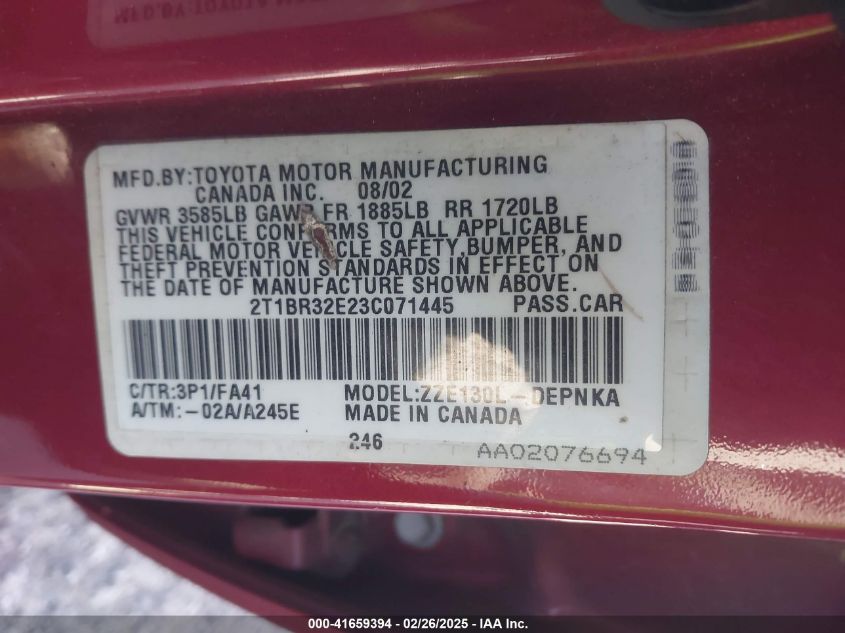 MFD.BY:TOYOTA MOTOR MANUFACTURING
CANADA INC. 08/02
GVWR 3585LB GAWR FR 1885LB RR 1720LB
THIS VEHICLE CONFORMS TO ALL APPLICABLE
FEDERAL MOTOR VEHICLE SAFETY,BUMPER, AND
THEFT PREVENTION STANDARDS IN EFFECT ON
THE DATE OF MANUFACTURE SHOWN ABOVE.
2T1BR32E23C071445 PASS.CAR
C/TR:3P1/FA41 MODEL:ZZE130L-DEPNKA
A/TM:-02A/A245E MADE IN CANADA
246 AA02076694
000-41659394 02/26/2025 - IAA Inc.